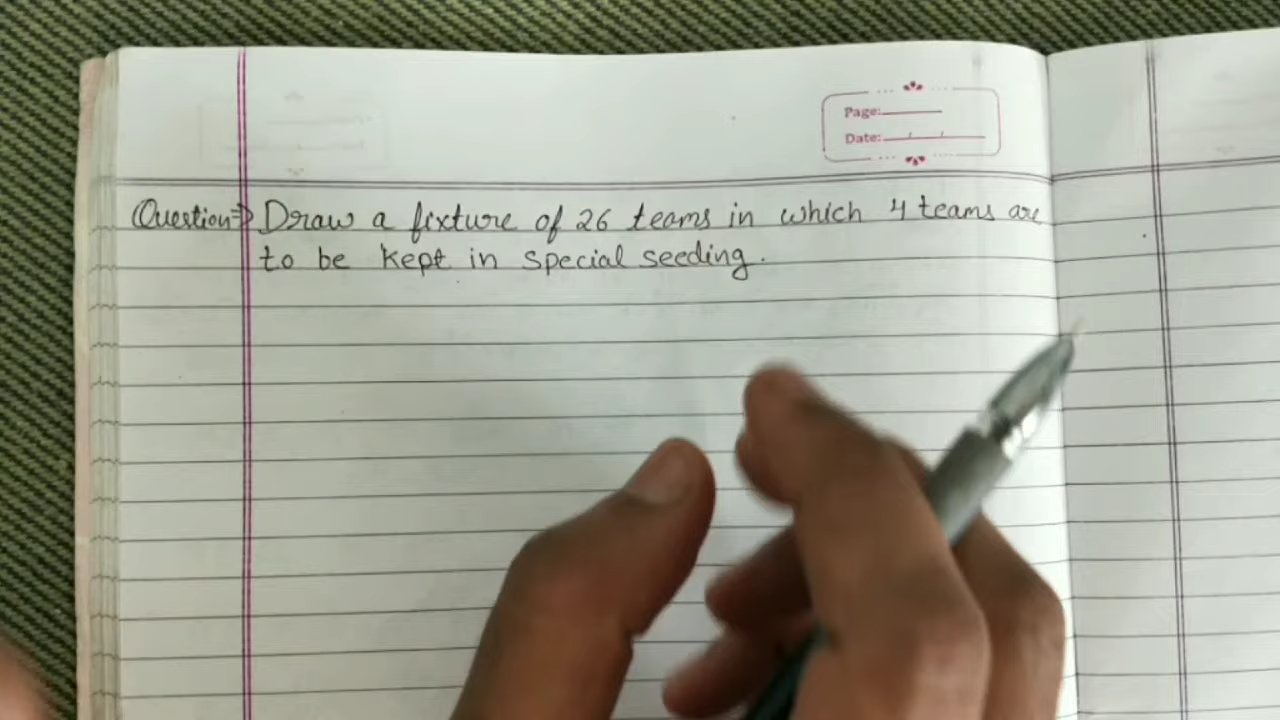 Page:
Date:
Question⇒ Draw a fixture of 26 teams in which 4 teams are
to be kept in special seeding.